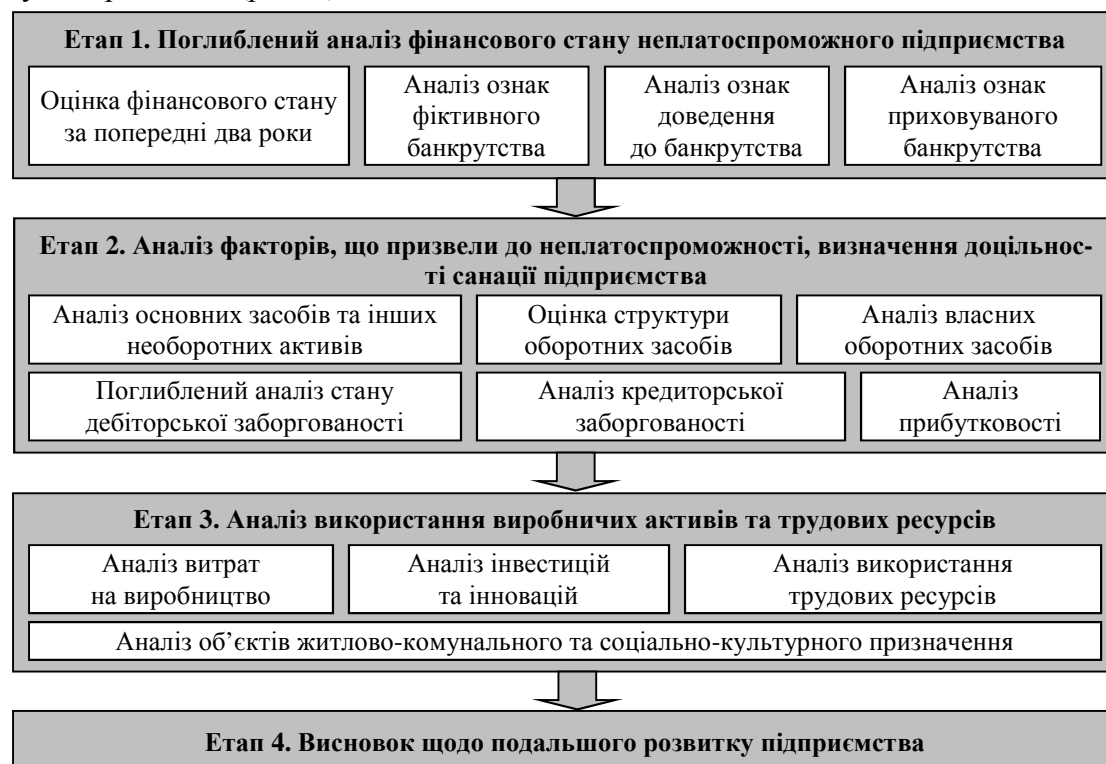 Етап 1. Поглиблений аналіз фінансового стану неплатоспроможного підприємства
Оцінка фінансового стану
за попередні два роки
Аналіз ознак
фіктивного
банкрутства
Аналіз ознак
доведення
до банкрутства
Аналіз ознак
приховуваного
банкрутства
Етап 2. Аналіз факторів, що призвели до неплатоспроможності, визначення доцільнос-
ті санації підприємства
Аналіз основних засобів та інших
необоротних активів
Оцінка структури
оборотних засобів
Аналіз власних
оборотних засобів
Поглиблений аналіз стану
дебіторської заборгованості
Аналіз кредиторської
заборгованості
Аналіз
прибутковості
Етап 3. Аналіз використання виробничих активів та трудових ресурсів
Аналіз витрат
на виробництво
Аналіз інвестицій
та інновацій
Аналіз використання
трудових ресурсів
Аналіз об’єктів житлово-комунального та соціально-культурного призначення
Етап 4. Висновок щодо подальшого розвитку підприємства